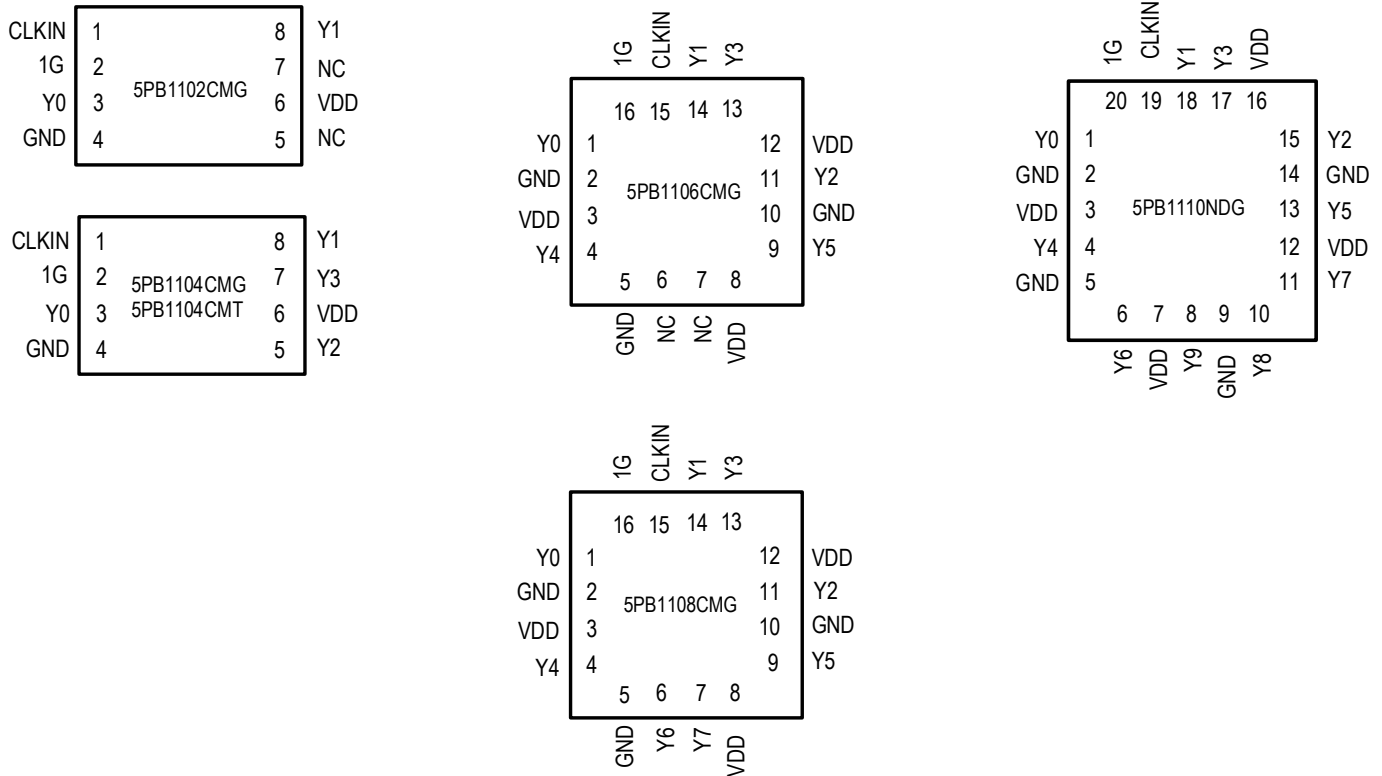 CLKIN 1 8 Y1
1G 2 7 NC
5PB1102CMG
Y0 3 6 VDD
GND 4 5 NC
CLKIN 1 8 Y1
1G 2 7 Y3
5PB1104CMG
5PB1104CMT
Y0 3 6 VDD
GND 4 5 Y2
1G CLKIN Y1 Y3
16 15 14 13
Y0 1 12 VDD
GND 2 11 Y2
5PB1106CMG
VDD 3 10 GND
Y4 4 9 Y5
5 6 7 8
GND NC NC VDD
1G CLKIN Y1 Y3 VDD
20 19 18 17 16
Y0 1 15 Y2
GND 2 14 GND
VDD 3 5PB1110NDG 13 Y5
Y4 4 12 VDD
GND 5 11 Y7
6 7 8 9 10
Y6 VDD Y9 GND Y8
1G CLKIN Y1 Y3
16 15 14 13
Y0 1 12 VDD
GND 2 11 Y2
5PB1108CMG
VDD 3 10 GND
Y4 4 9 Y5
5 6 7 8
GND Y6 Y7 VDD